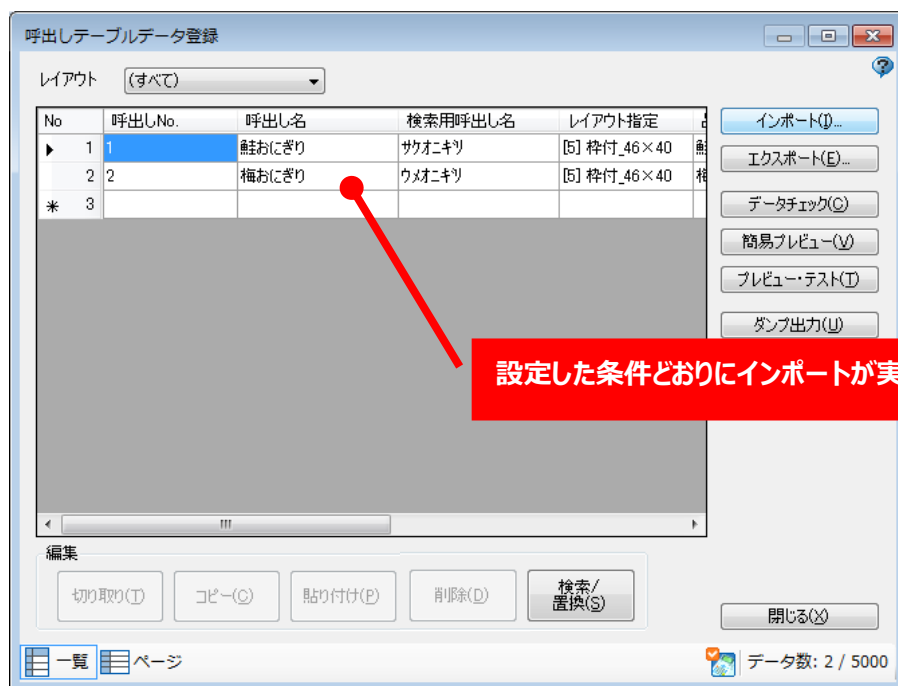 呼出しテーブルデータ登録
レイアウト (すべて)
No 呼出しNo. 呼出し名 検索用呼出し名 レイアウト指定
1 1 鮭おにぎり サケオニギリ [5] 枠付_46×40 鮭
2 2 梅おにぎり ウメオニギリ [5] 枠付_46×40 梅
3
インポート(I)...
エクスポート(E)...
データチェック(C)
簡易プレビュー(V)
プレビュー・テスト(T)
ダンプ出力(U)
設定した条件どおりにインポートが実
編集
切り取り(T) コピー(C) 貼り付け(P) 削除(D) 検索/
置換(S)
閉じる(X)
一覧 ページ データ数: 2 / 5000